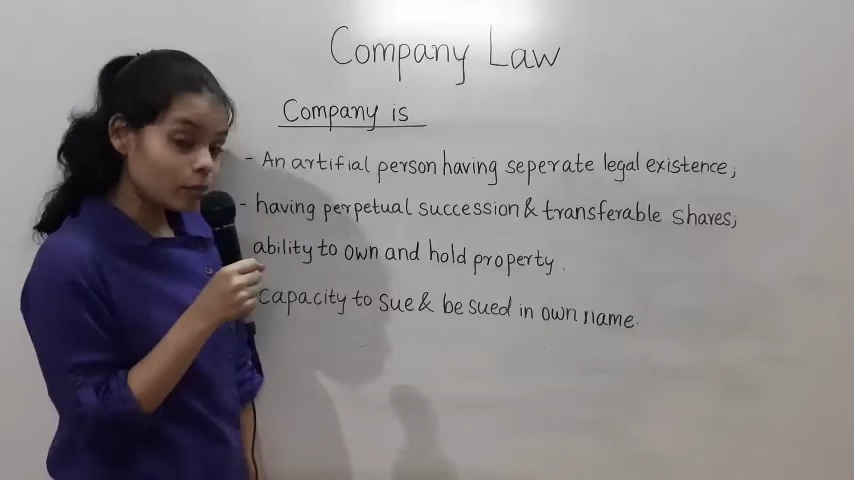 Company Law
Company is
- An artifial person having seperate legal existence;
- having perpetual succession & transferable shares;
ability to own and hold property.
capacity to sue & be sued in own name.